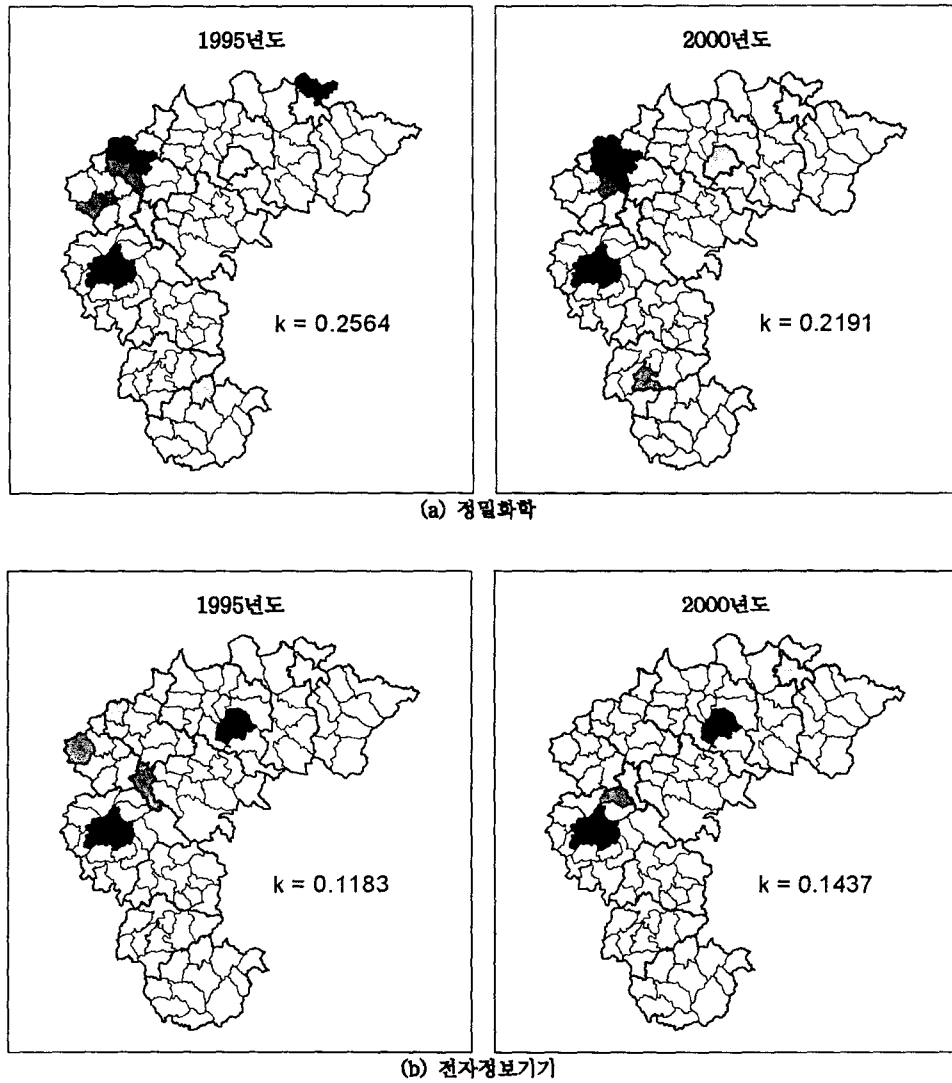 1995년도
2000년도
k = 0.2564
k = 0.2191
(a) 정밀화학
1995년도
2000년도
k = 0.1183
k = 0.1437
(b) 전자정보기기